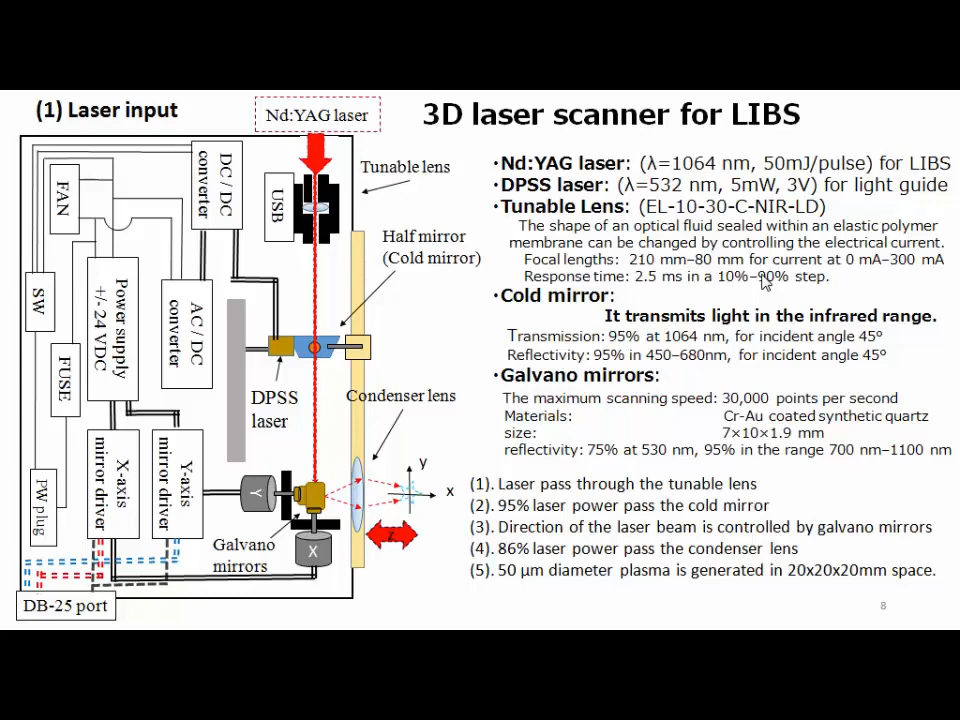 (1) Laser input
Nd:YAG laser
3D laser scanner for LIBS
DC / DC
converter
FAN
USB
Tunable lens
Half mirror
(Cold mirror)
SW
Power supply
+/- 24 VDC
AC / DC
converter
FUSE
DPSS
laser
Condenser lens
X-axis
mirror driver
Y-axis
mirror driver
PW plug
Y
X
y
x
z
Galvano
mirrors
DB-25 port
・Nd:YAG laser: (λ=1064 nm, 50mJ/pulse) for LIBS
・DPSS laser: (λ=532 nm, 5mW, 3V) for light guide
・Tunable Lens: (EL-10-30-C-NIR-LD)
The shape of an optical fluid sealed within an elastic polymer
membrane can be changed by controlling the electrical current.
Focal lengths: 210 mm–80 mm for current at 0 mA–300 mA
Response time: 2.5 ms in a 10%–90% step.
・Cold mirror:
It transmits light in the infrared range.
Transmission: 95% at 1064 nm, for incident angle 45º
Reflectivity: 95% in 450–680nm, for incident angle 45º
・Galvano mirrors:
The maximum scanning speed: 30,000 points per second
Materials: Cr-Au coated synthetic quartz
size: 7×10×1.9 mm
reflectivity: 75% at 530 nm, 95% in the range 700 nm–1100 nm
(1). Laser pass through the tunable lens
(2). 95% laser power pass the cold mirror
(3). Direction of the laser beam is controlled by galvano mirrors
(4). 86% laser power pass the condenser lens
(5). 50 µm diameter plasma is generated in 20x20x20mm space.
8